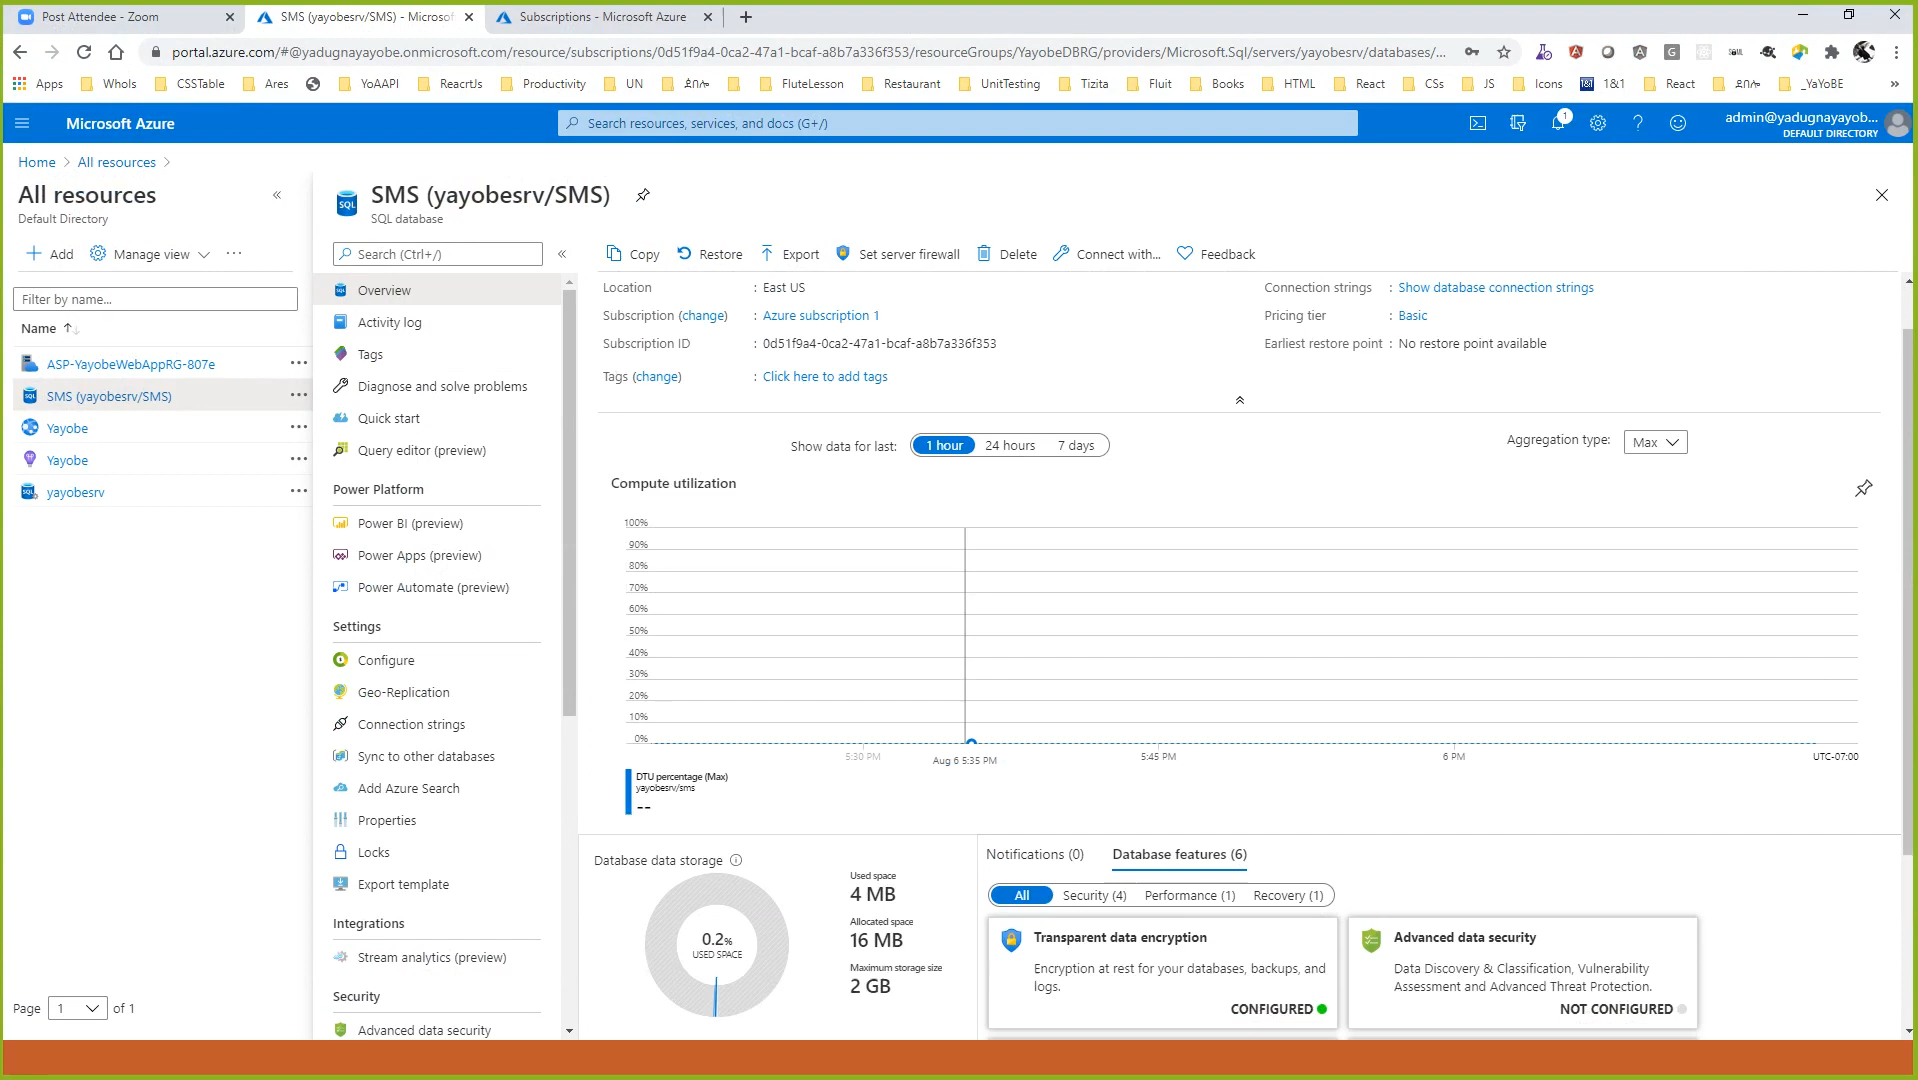 Post Attendee - Zoom
SMS (yayobesrv/SMS) - Microsof
Subscriptions - Microsoft Azure
portal.azure.com/#@yadugnayayobe.onmicrosoft.com/resource/subscriptions/0d51f9a4-0ca2-47a1-bcaf-a8b7a336f353/resourceGroups/YayobeDBRG/providers/Microsoft.Sql/servers/yayobesrv/databases/...
Apps WhoIs CSSTable Ares YoAAPI ReactrJs Productivity UN FluteLesson Restaurant UnitTesting Tizita Fluit Books HTML React CSs JS Icons 1&1 React _YaYoBE »
Microsoft Azure
Search resources, services, and docs (G+/)
1
admin@yadugnayayob...
DEFAULT DIRECTORY
Home > All resources >
All resources
Default Directory
Add Manage view ...
Filter by name...
Name
ASP-YayobeWebAppRG-807e
SMS (yayobesrv/SMS)
Yayobe
Yayobe
yayobesrv
Page 1 of 1
SMS (yayobesrv/SMS)
SQL database
Search (Ctrl+/)
Overview
Activity log
Tags
Diagnose and solve problems
Quick start
Query editor (preview)
Power Platform
Power BI (preview)
Power Apps (preview)
Power Automate (preview)
Settings
Configure
Geo-Replication
Connection strings
Sync to other databases
Add Azure Search
Properties
Locks
Export template
Integrations
Stream analytics (preview)
Security
Advanced data security
Copy Restore Export Set server firewall Delete Connect with... Feedback
Location : East US
Subscription (change) : Azure subscription 1
Subscription ID : 0d51f9a4-0ca2-47a1-bcaf-a8b7a336f353
Tags (change) : Click here to add tags
Connection strings : Show database connection strings
Pricing tier : Basic
Earliest restore point : No restore point available
Show data for last: 1 hour 24 hours 7 days
Aggregation type: Max
Compute utilization
100%
90%
80%
70%
60%
50%
40%
30%
20%
10%
0%
5:30 PM Aug 6 5:35 PM 5:45 PM 6 PM UTC-07:00
DTU percentage (Max)
yayobesrv/sms
--
Database data storage
0.2%
USED SPACE
Used space
4 MB
Allocated space
16 MB
Maximum storage size
2 GB
Notifications (0) Database features (6)
All Security (4) Performance (1) Recovery (1)
Transparent data encryption
Encryption at rest for your databases, backups, and
logs.
CONFIGURED
Advanced data security
Data Discovery & Classification, Vulnerability
Assessment and Advanced Threat Protection.
NOT CONFIGURED